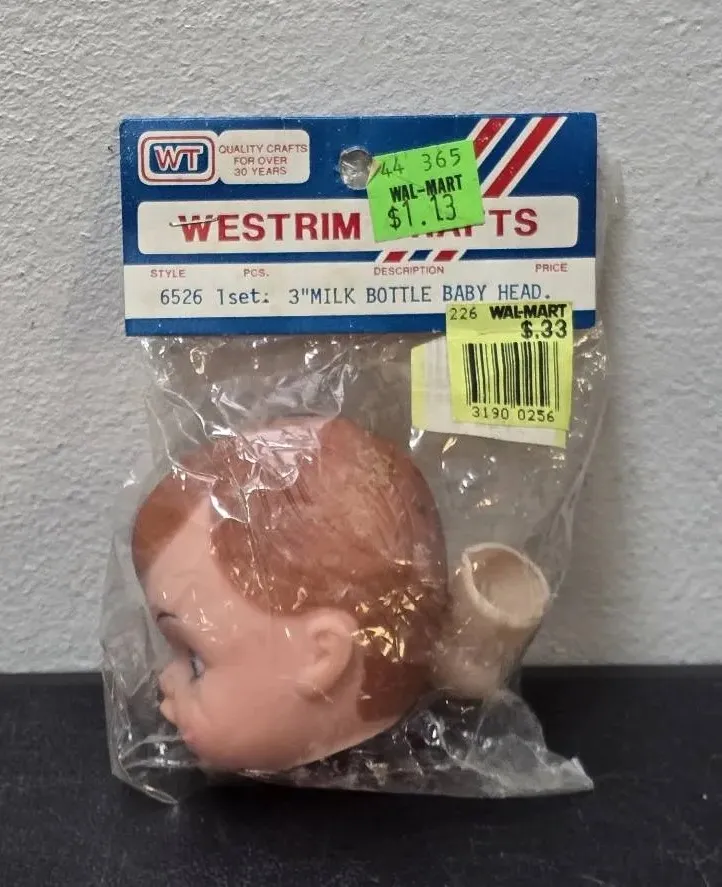 WT
QUALITY CRAFTS
FOR OVER
30 YEARS
44 365
WAL-MART
$1.13
WESTRIM
TS
STYLE PCS. DESCRIPTION PRICE
6526 1set. 3"MILK BOTTLE BABY HEAD.
226 WAL-MART
$.33
3190 0256